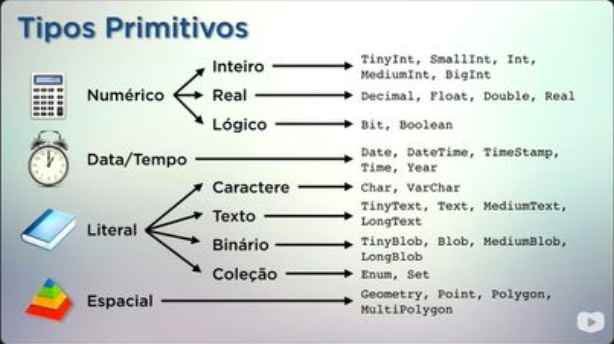 Tipos Primitivos
Numérico
Inteiro
TinyInt, SmallInt, Int,
MediumInt, BigInt
Real
Decimal, Float, Double, Real
Lógico
Bit, Boolean
Data/Tempo
Date, DateTime, TimeStamp,
Time, Year
Literal
Caractere
Char, VarChar
Texto
TinyText, Text, MediumText,
LongText
Binário
TinyBlob, Blob, MediumBlob,
LongBlob
Coleção
Enum, Set
Espacial
Geometry, Point, Polygon,
MultiPolygon